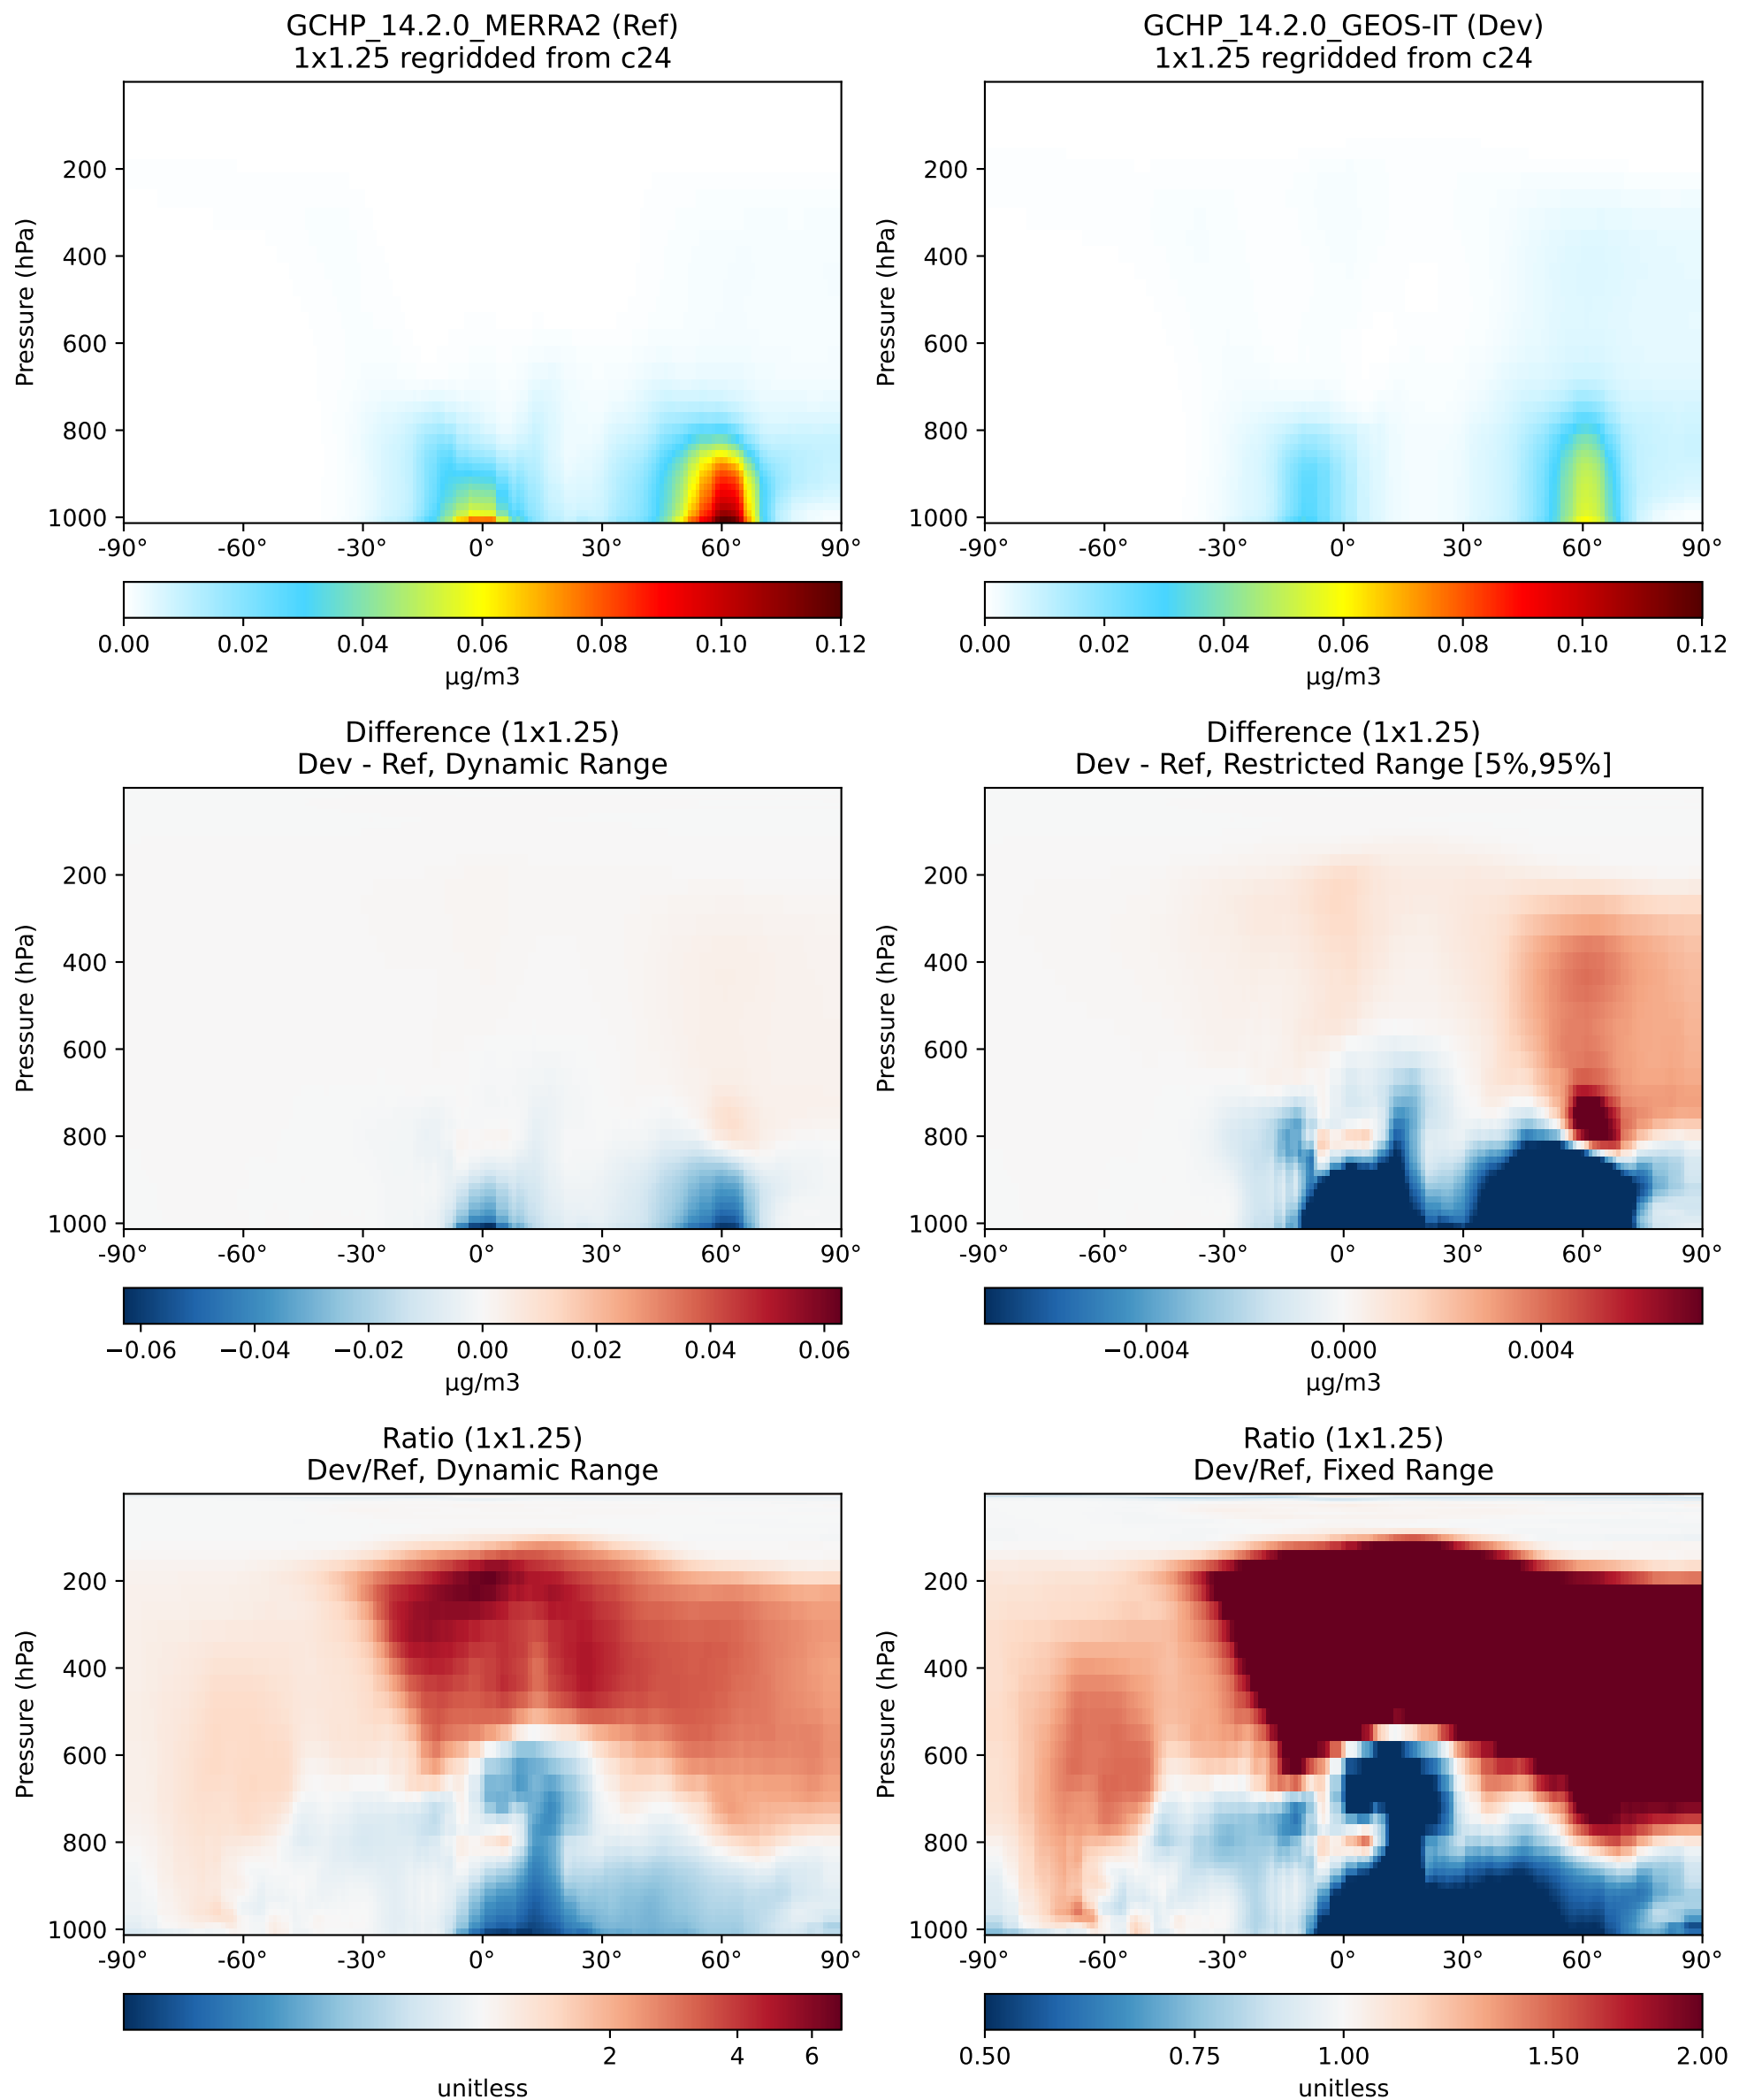 GCHP_14.2.0_MERRA2 (Ref)
1x1.25 regridded from c24
GCHP_14.2.0_GEOS-IT (Dev)
1x1.25 regridded from c24
Pressure (hPa)
200
400
600
800
1000
-90° -60° -30° 0° 30° 60° 90°
0.00 0.02 0.04 0.06 0.08 0.10 0.12
μg/m3
Pressure (hPa)
200
400
600
800
1000
-90° -60° -30° 0° 30° 60° 90°
0.00 0.02 0.04 0.06 0.08 0.10 0.12
μg/m3
Difference (1x1.25)
Dev - Ref, Dynamic Range
Difference (1x1.25)
Dev - Ref, Restricted Range [5%,95%]
Pressure (hPa)
200
400
600
800
1000
-90° -60° -30° 0° 30° 60° 90°
−0.06 −0.04 −0.02 0.00 0.02 0.04 0.06
μg/m3
Pressure (hPa)
200
400
600
800
1000
-90° -60° -30° 0° 30° 60° 90°
−0.004 0.000 0.004
μg/m3
Ratio (1x1.25)
Dev/Ref, Dynamic Range
Ratio (1x1.25)
Dev/Ref, Fixed Range
Pressure (hPa)
200
400
600
800
1000
-90° -60° -30° 0° 30° 60° 90°
2 4 6
unitless
Pressure (hPa)
200
400
600
800
1000
-90° -60° -30° 0° 30° 60° 90°
0.50 0.75 1.00 1.50 2.00
unitless